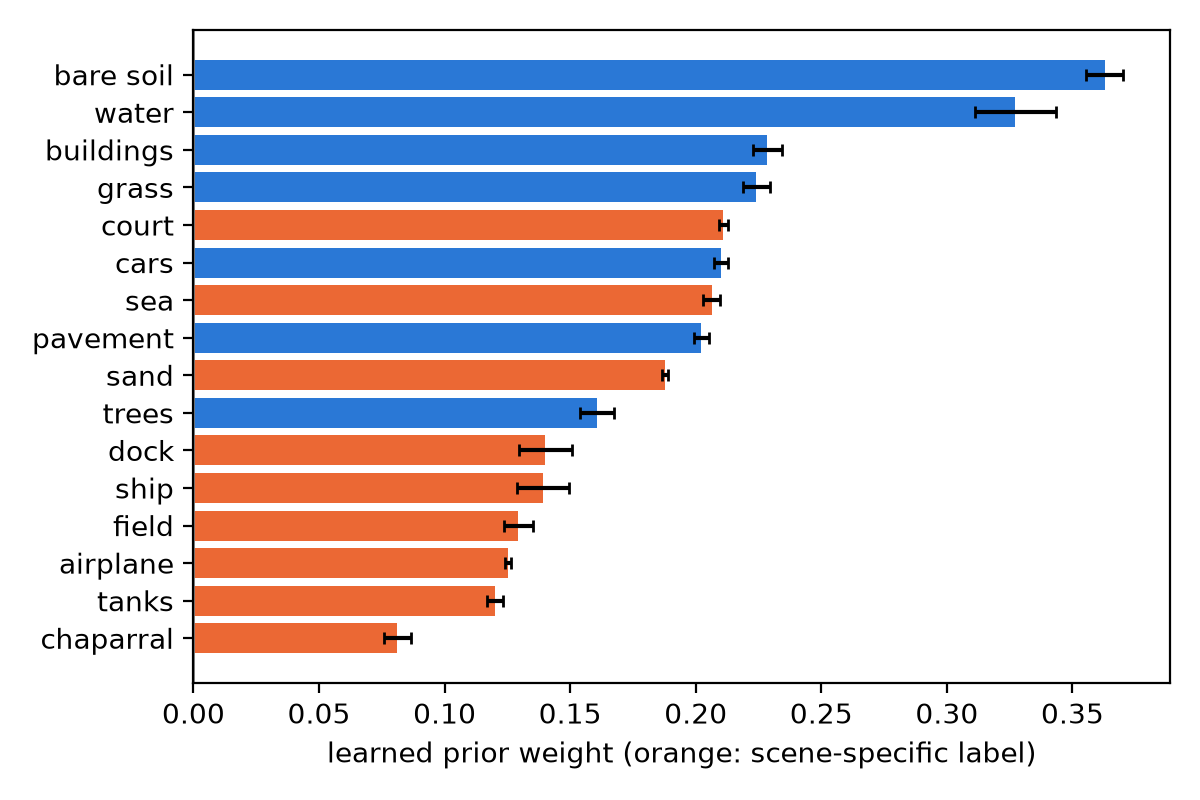 bare soil
water
buildings
grass
court
cars
sea
pavement
sand
trees
dock
ship
field
airplane
tanks
chaparral
0.00 0.05 0.10 0.15 0.20 0.25 0.30 0.35
learned prior weight (orange: scene-specific label)